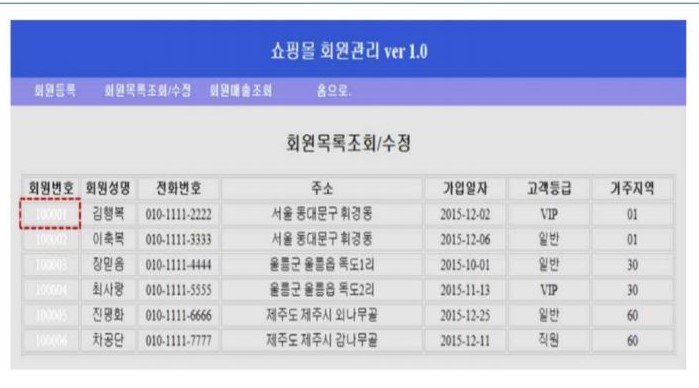 쇼핑몰 회원관리 ver 1.0
회원등록 회원목록조회/수정 회원매출조회 홈으로.
회원목록조회/수정
회원번호 회원성명 전화번호 주소 가입일자 고객등급 거주지역
100001 김행복 010-1111-2222 서울 동대문구 휘경동 2015-12-02 VIP 01
100002 이축복 010-1111-3333 서울 동대문구 휘경동 2015-12-06 일반 01
100003 장믿음 010-1111-4444 울릉군 울릉읍 독도1리 2015-10-01 일반 30
100004 최사랑 010-1111-5555 울릉군 울릉읍 독도2리 2015-11-13 VIP 30
100005 진평화 010-1111-6666 제주도 제주시 외나무골 2015-12-25 일반 60
100006 차공단 010-1111-7777 제주도 제주시 감나무골 2015-12-11 직원 60